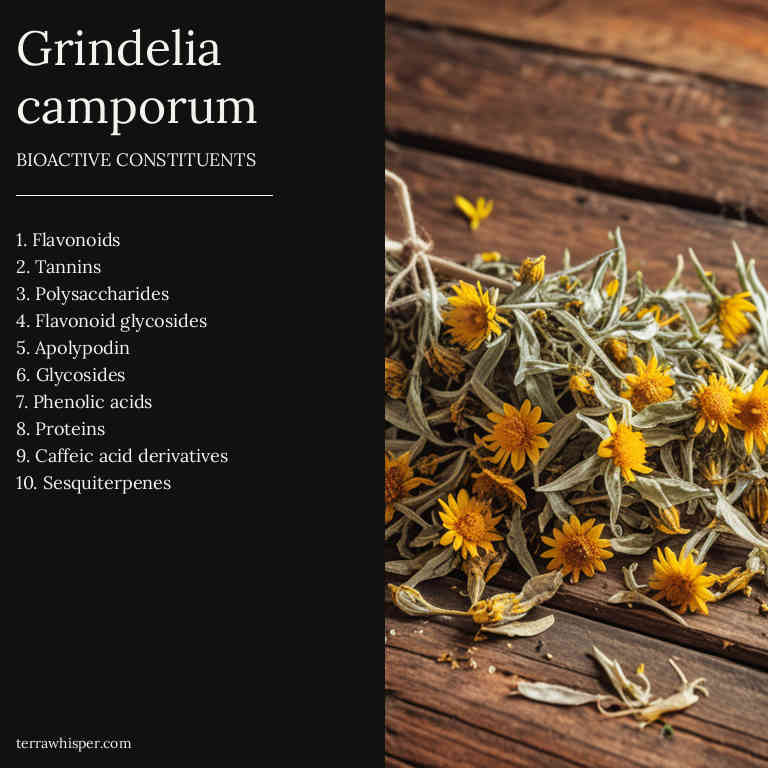 Grindelia
camporum
BIOACTIVE CONSTITUENTS
1. Flavonoids
2. Tannins
3. Polysaccharides
4. Flavonoid glycosides
5. Apolypodin
6. Glycosides
7. Phenolic acids
8. Proteins
9. Caffeic acid derivatives
10. Sesquiterpenes
terrawhisper.com